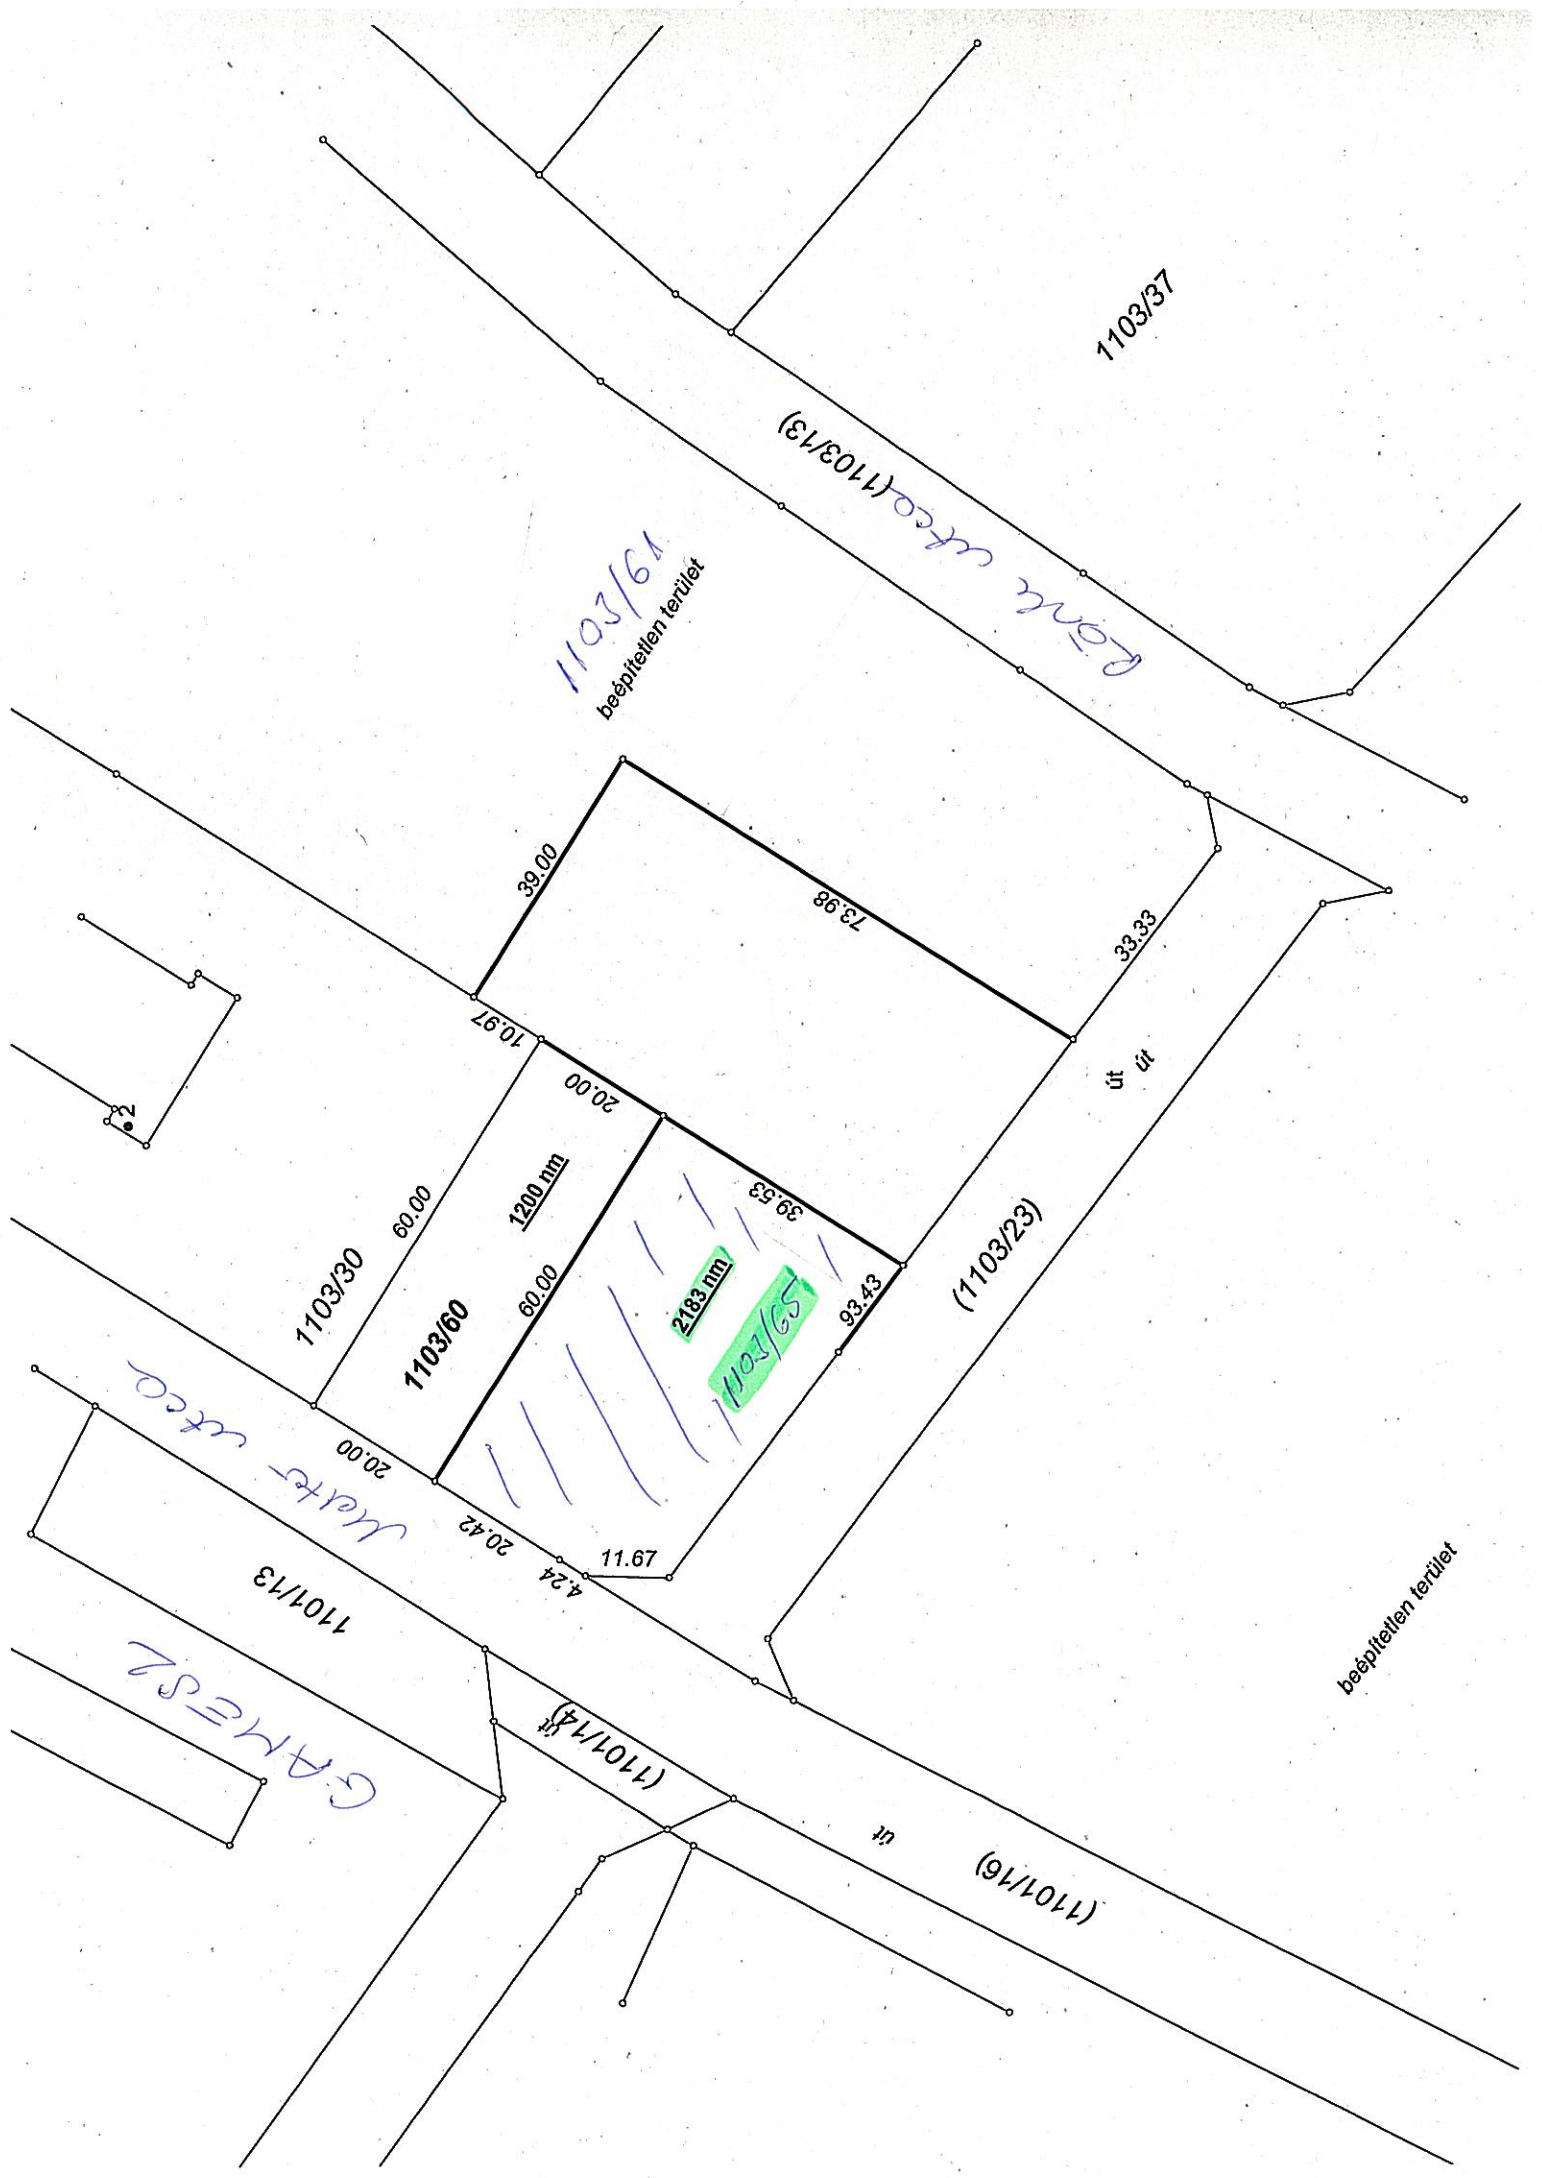 1103/37
(1103/13)
Rönk utca
1103/61
beépítetlen terület
39.00
73.98
10.97
33.33
20.00
út
út
• 2
60.00
1200 nm
39.53
1103/30
1103/60
60.00
2183 nm
1103/65
93.43
(1103/23)
utca
20.00
20.42
4.24
11.67
1101/13
GAMESZ
(1101/14)
út
út
(1101/16)
beépítetlen terület